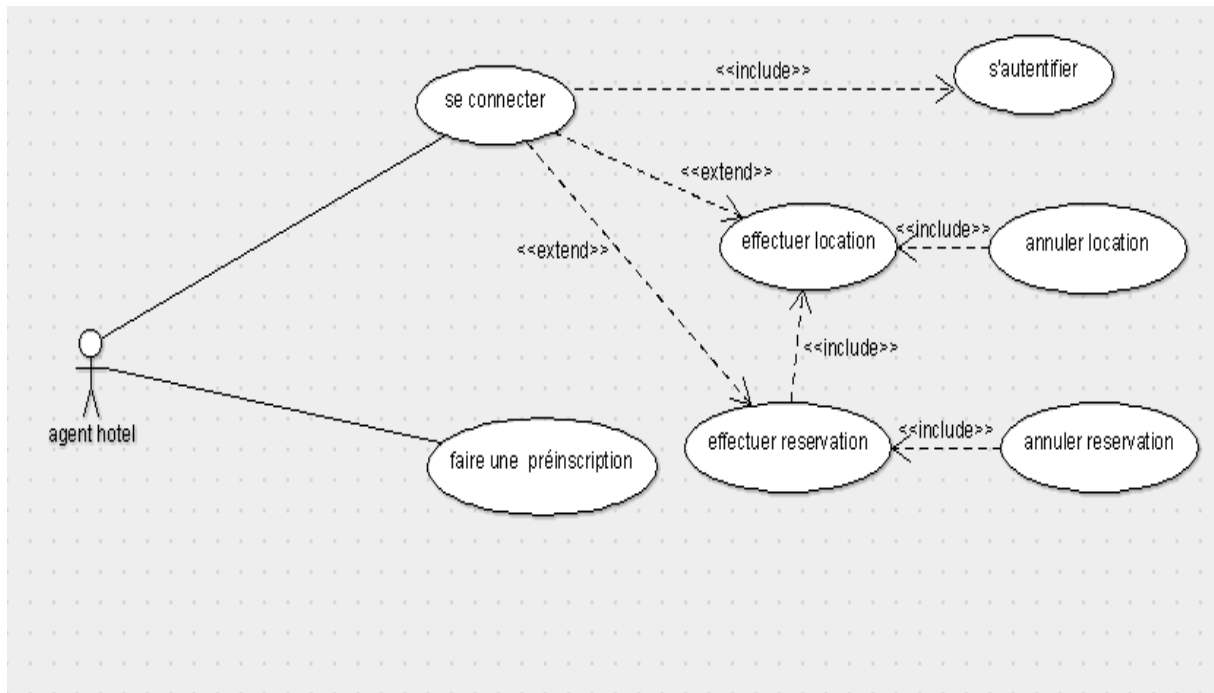 s'autentifier
<<include>>
se connecter
<<extend>>
<<extend>>
effectuer location
<<include>>
annuler location
<<include>>
agent hotel
faire une préinscription
effectuer reservation
<<include>>
annuler reservation